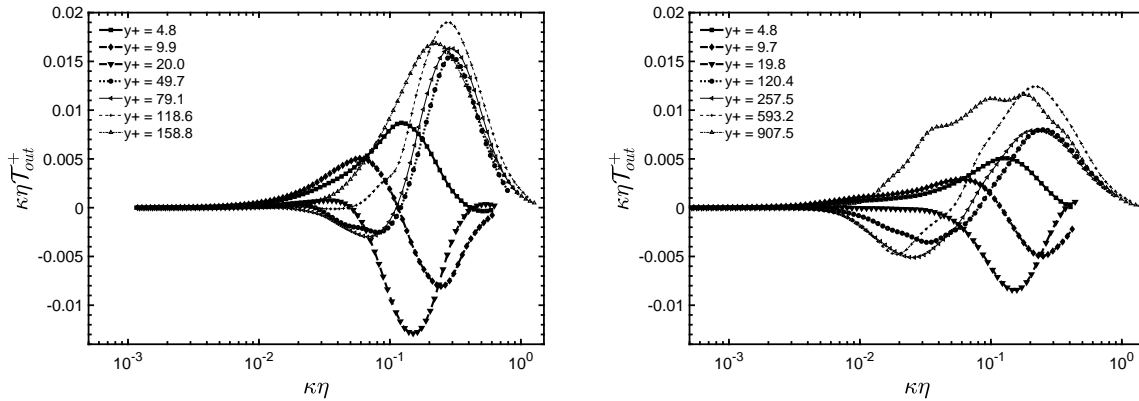 0.02
0.015
0.01
0.005
0
-0.005
-0.01
κη𝒯⁺out
y+ = 4.8
y+ = 9.9
y+ = 20.0
y+ = 49.7
y+ = 79.1
y+ = 118.6
y+ = 158.8
10⁻³
10⁻²
10⁻¹
10⁰
κη
0.02
0.015
0.01
0.005
0
-0.005
-0.01
κη𝒯⁺out
y+ = 4.8
y+ = 9.7
y+ = 19.8
y+ = 120.4
y+ = 257.5
y+ = 593.2
y+ = 907.5
10⁻³
10⁻²
10⁻¹
10⁰
κη